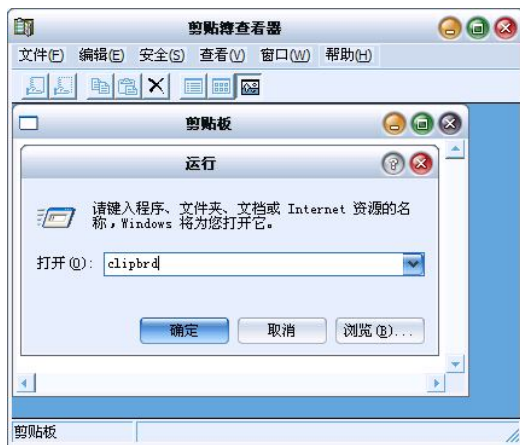 剪贴簿查看器
文件(F) 编辑(E) 安全(S) 查看(V) 窗口(W) 帮助(H)
剪贴板
运行
请键入程序、文件夹、文档或 Internet 资源的名
称，Windows 将为您打开它。
打开(O): clipbrd
确定 取消 浏览(B)...
剪贴板